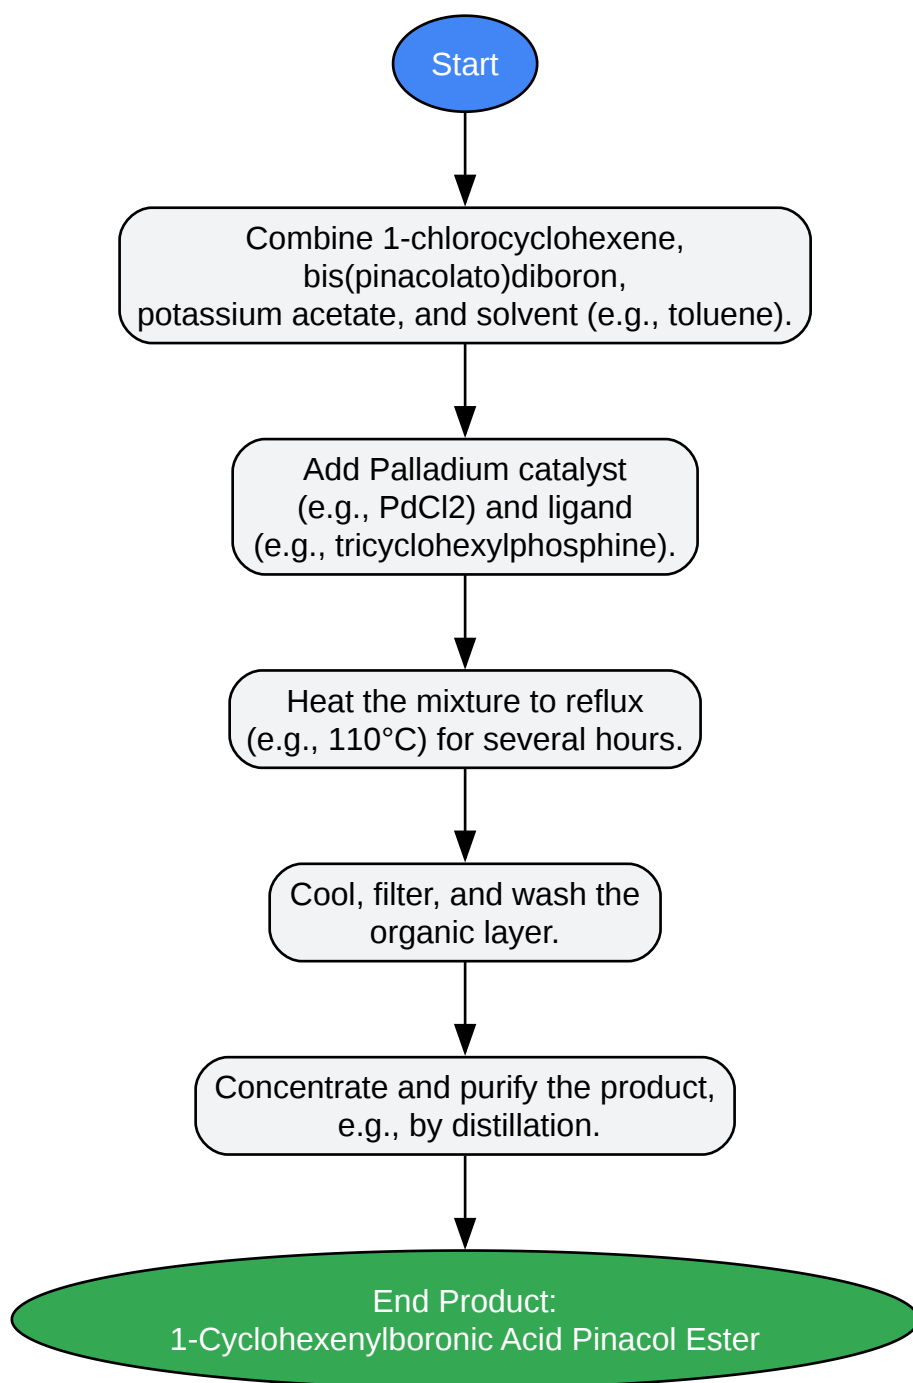 Start
Combine 1-chlorocyclohexene,
bis(pinacolato)diboron,
potassium acetate, and solvent (e.g., toluene).
Add Palladium catalyst
(e.g., PdCl2) and ligand
(e.g., tricyclohexylphosphine).
Heat the mixture to reflux
(e.g., 110°C) for several hours.
Cool, filter, and wash the
organic layer.
Concentrate and purify the product,
e.g., by distillation.
End Product:
1-Cyclohexenylboronic Acid Pinacol Ester